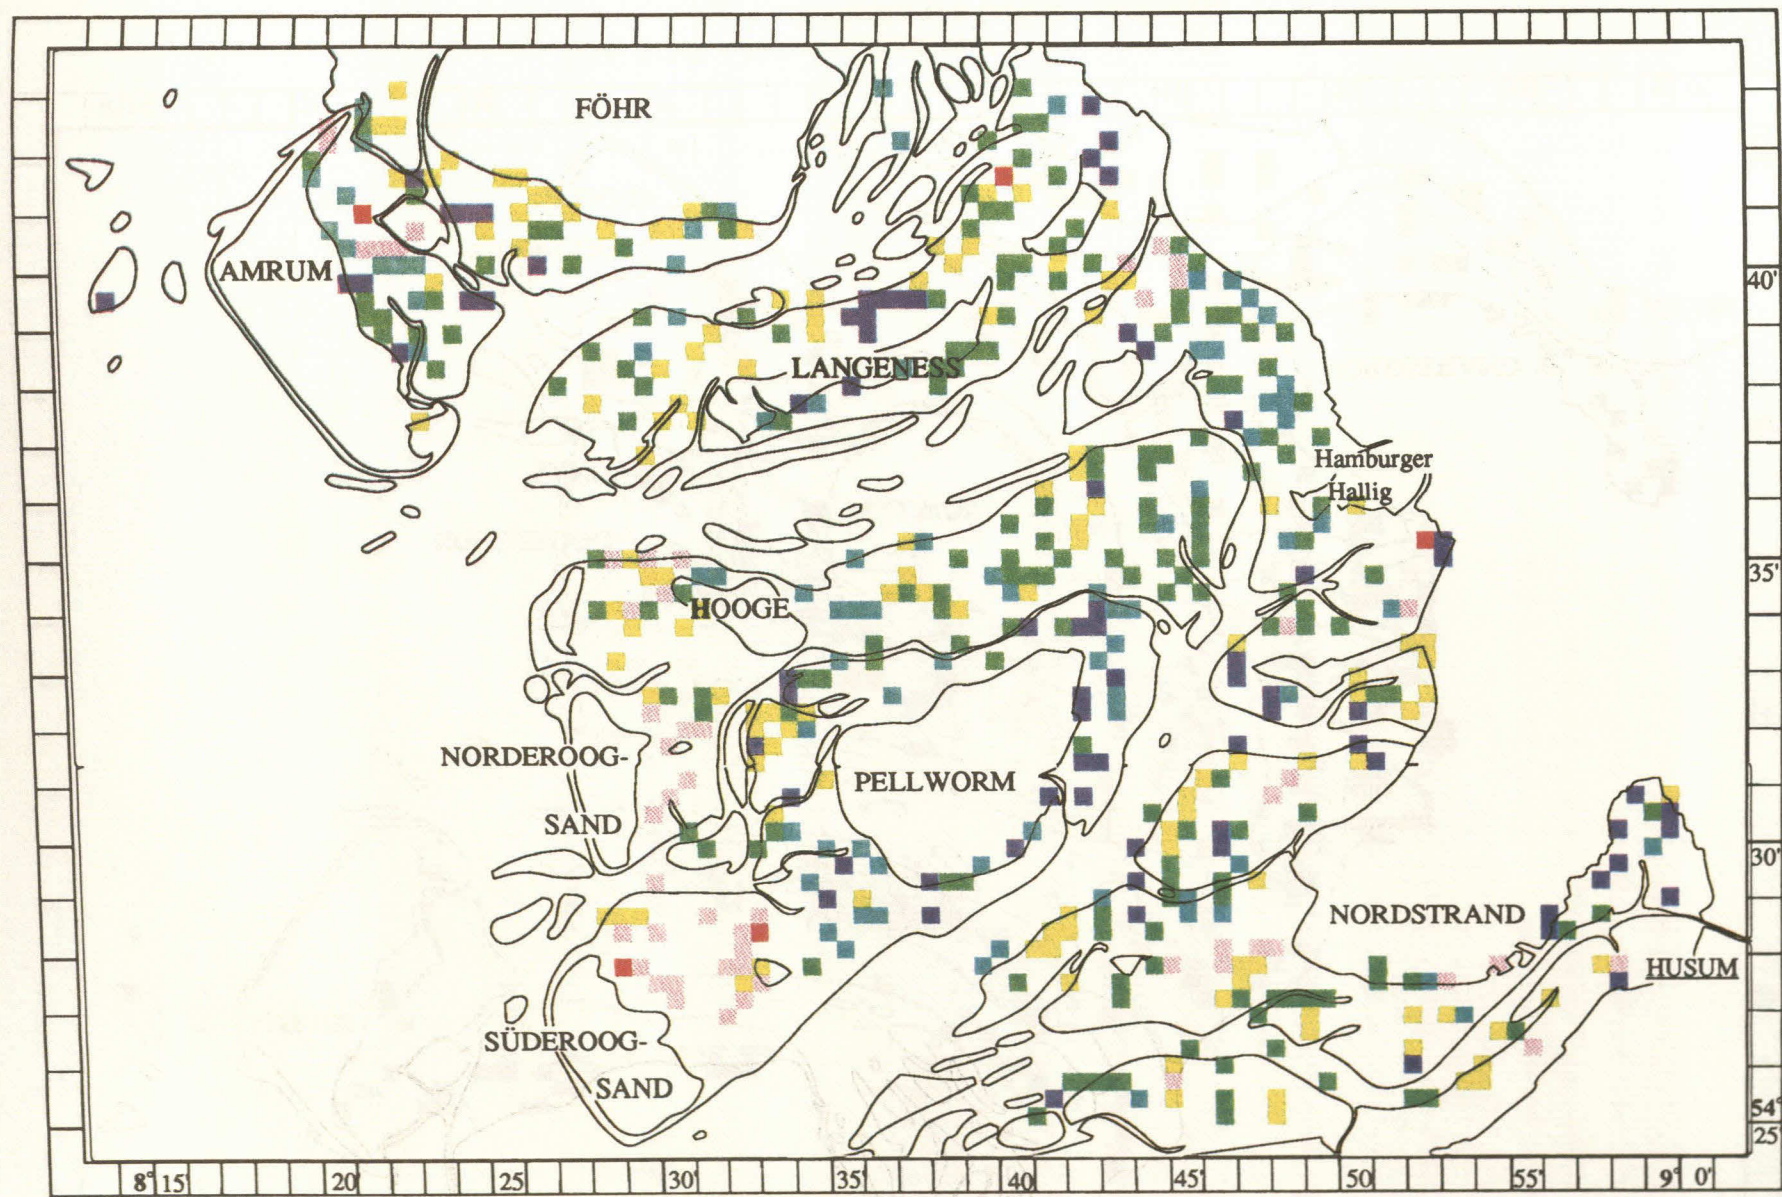 FÖHR
AMRUM
40'
LANGENESS
Hamburger
Hallig
35'
HOOGE
NORDEROOG-
SAND
PELLWORM
30'
NORDSTRAND
HUSUM
SÜDEROOG-
SAND
54°
25'
8° 15' 20' 25' 30' 35' 40' 45' 50' 55' 9° 0'